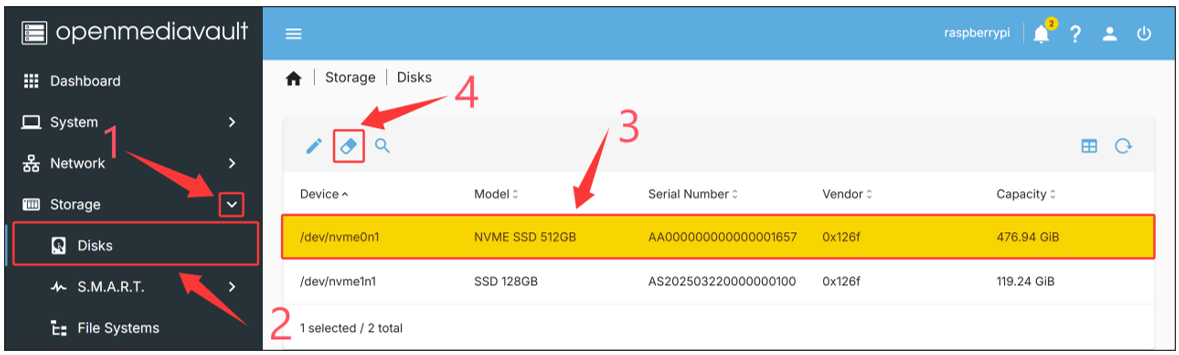 openmediavault
raspberrypi 2 ?
Dashboard
System
Network
Storage
Disks
S.M.A.R.T.
File Systems
Storage Disks
1
2
3
4
Device Model Serial Number Vendor Capacity
/dev/nvme0n1 NVME SSD 512GB AA000000000000001657 0x126f 476.94 GiB
/dev/nvme1n1 SSD 128GB AS202503220000000100 0x126f 119.24 GiB
1 selected / 2 total